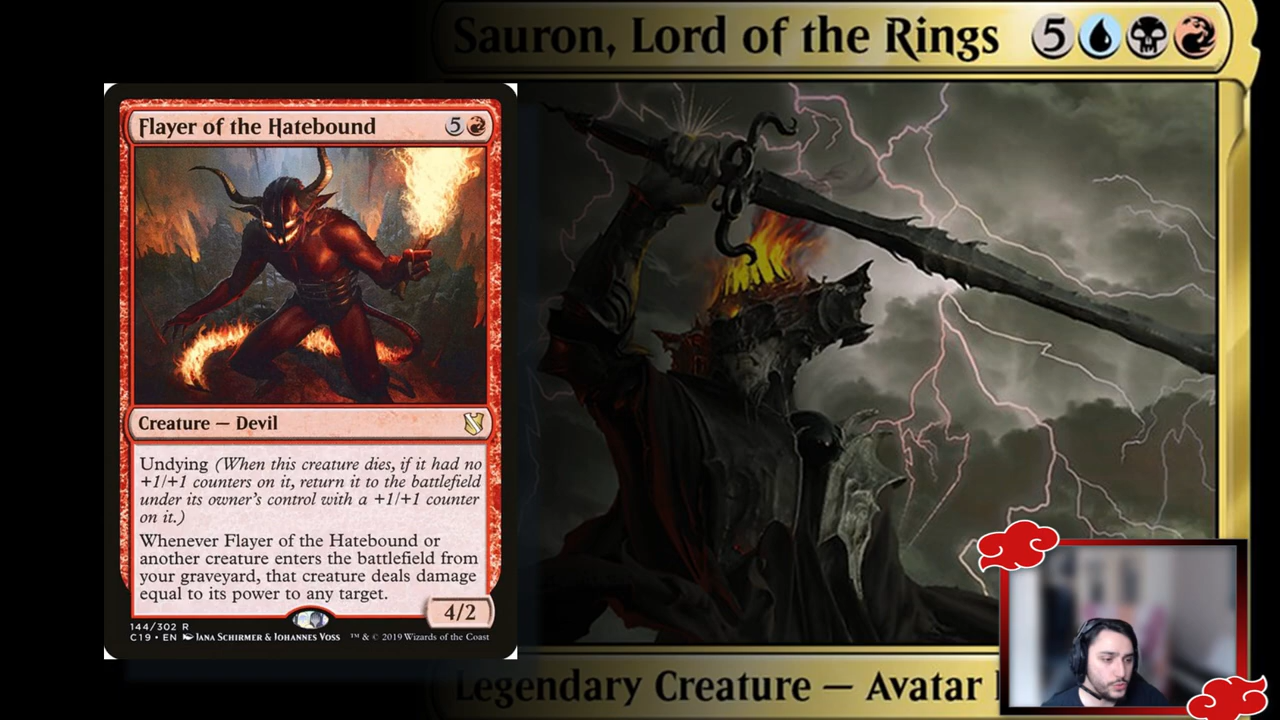 Sauron, Lord of the Rings 5
Flayer of the Hatebound 5
Creature — Devil
Undying (When this creature dies, if it had no
+1/+1 counters on it, return it to the battlefield
under its owner's control with a +1/+1 counter
on it.)
Whenever Flayer of the Hatebound or
another creature enters the battlefield from
your graveyard, that creature deals damage
equal to its power to any target.
4/2
144/302 R
C19 • EN Jana Schirmer & Johannes Voss ™ & © 2019 Wizards of the Coast
Legendary Creature — Avatar